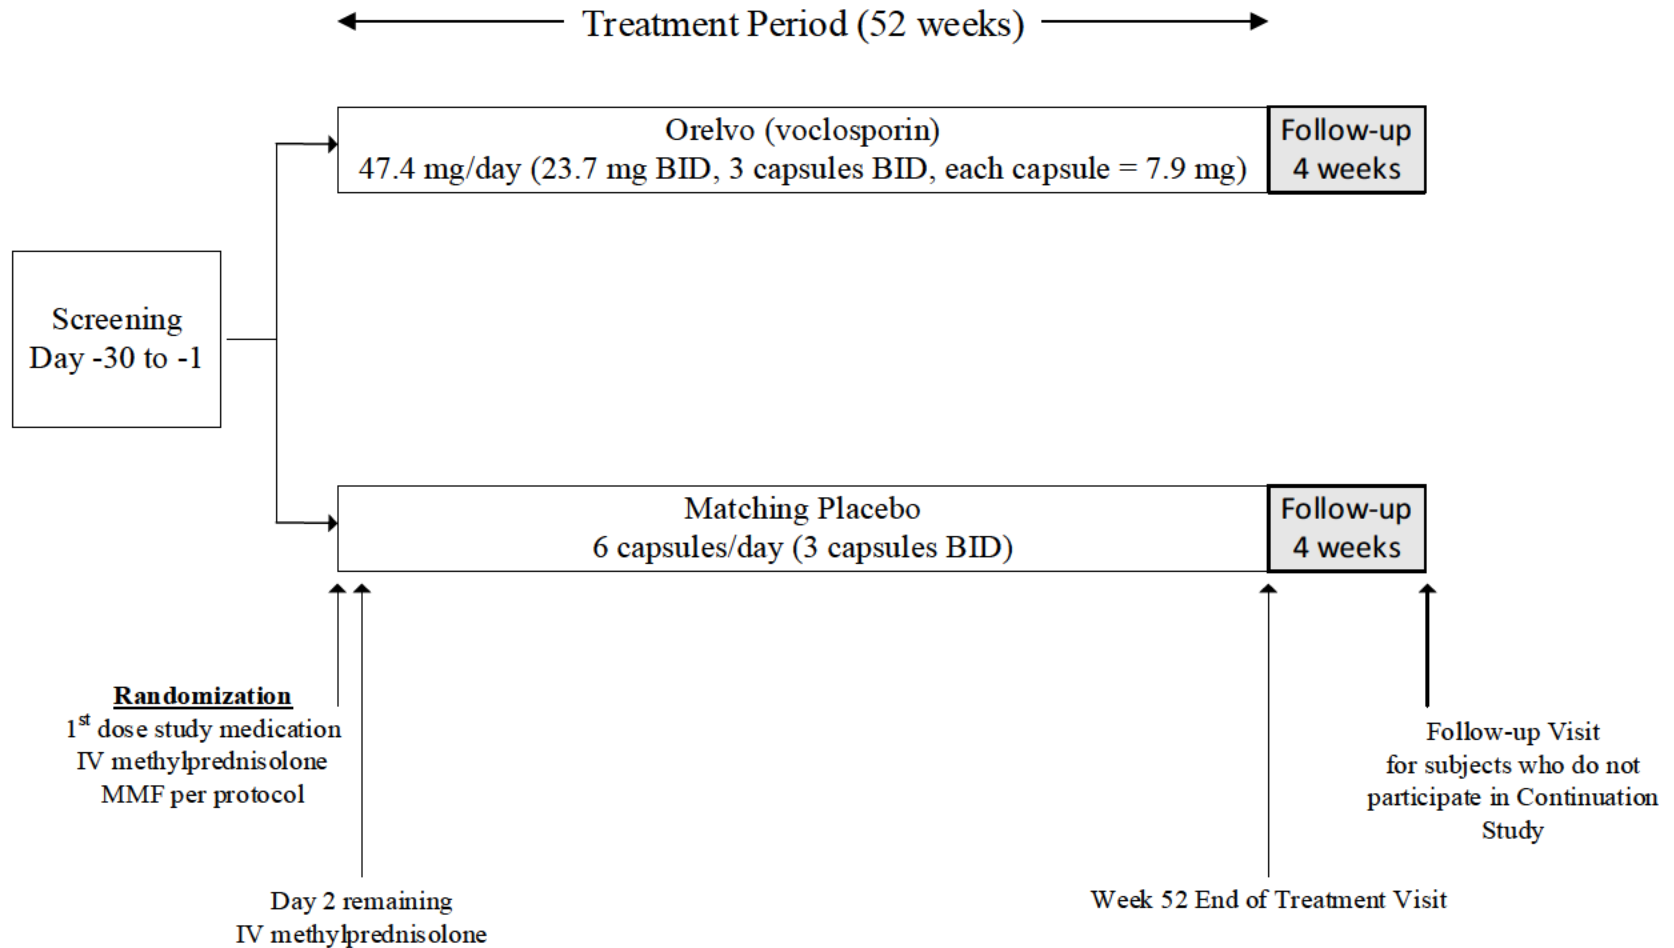 Treatment Period (52 weeks)
Orelvo (voclosporin)
47.4 mg/day (23.7 mg BID, 3 capsules BID, each capsule = 7.9 mg)
Follow-up
4 weeks
Screening
Day -30 to -1
Matching Placebo
6 capsules/day (3 capsules BID)
Follow-up
4 weeks
Randomization
1st dose study medication
IV methylprednisolone
MMF per protocol
Follow-up Visit
for subjects who do not
participate in Continuation
Study
Day 2 remaining
IV methylprednisolone
Week 52 End of Treatment Visit